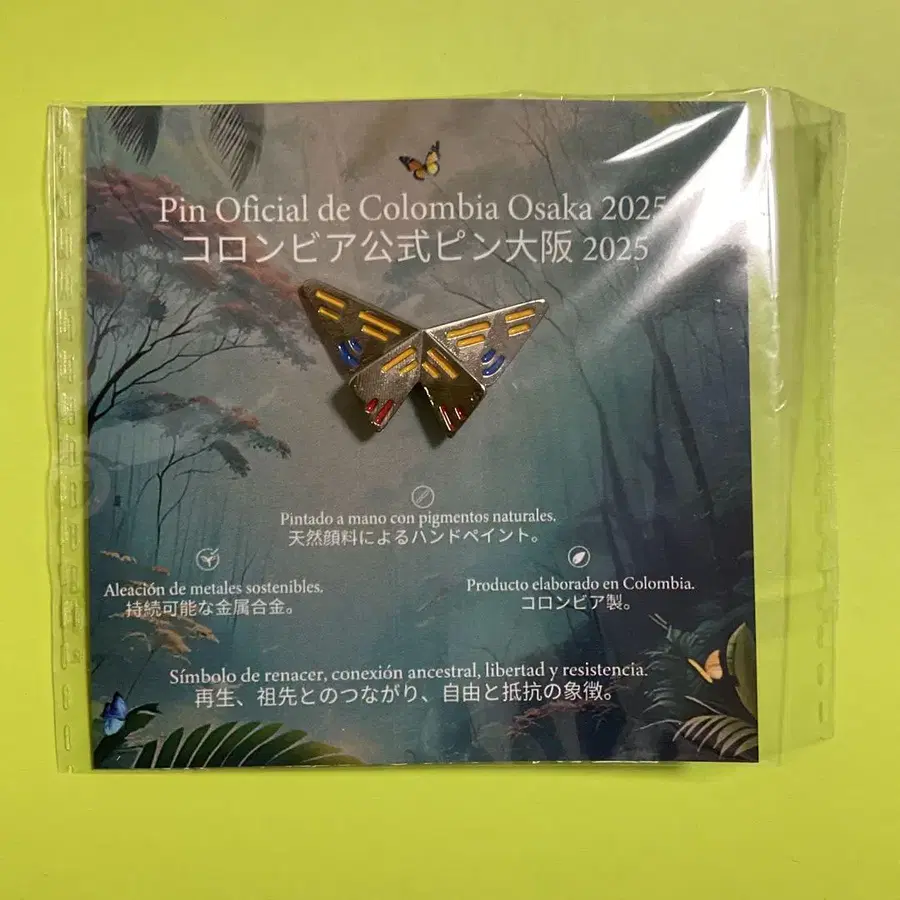 Pin Oficial de Colombia Osaka 2025
コロンビア公式ピン大阪 2025
Pintado a mano con pigmentos naturales.
天然顔料によるハンドペイント。
Aleación de metales sostenibles.
持続可能な金属合金。
Producto elaborado en Colombia.
コロンビア製。
Símbolo de renacer, conexión ancestral, libertad y resistencia.
再生、祖先とのつながり、自由と抵抗の象徴。